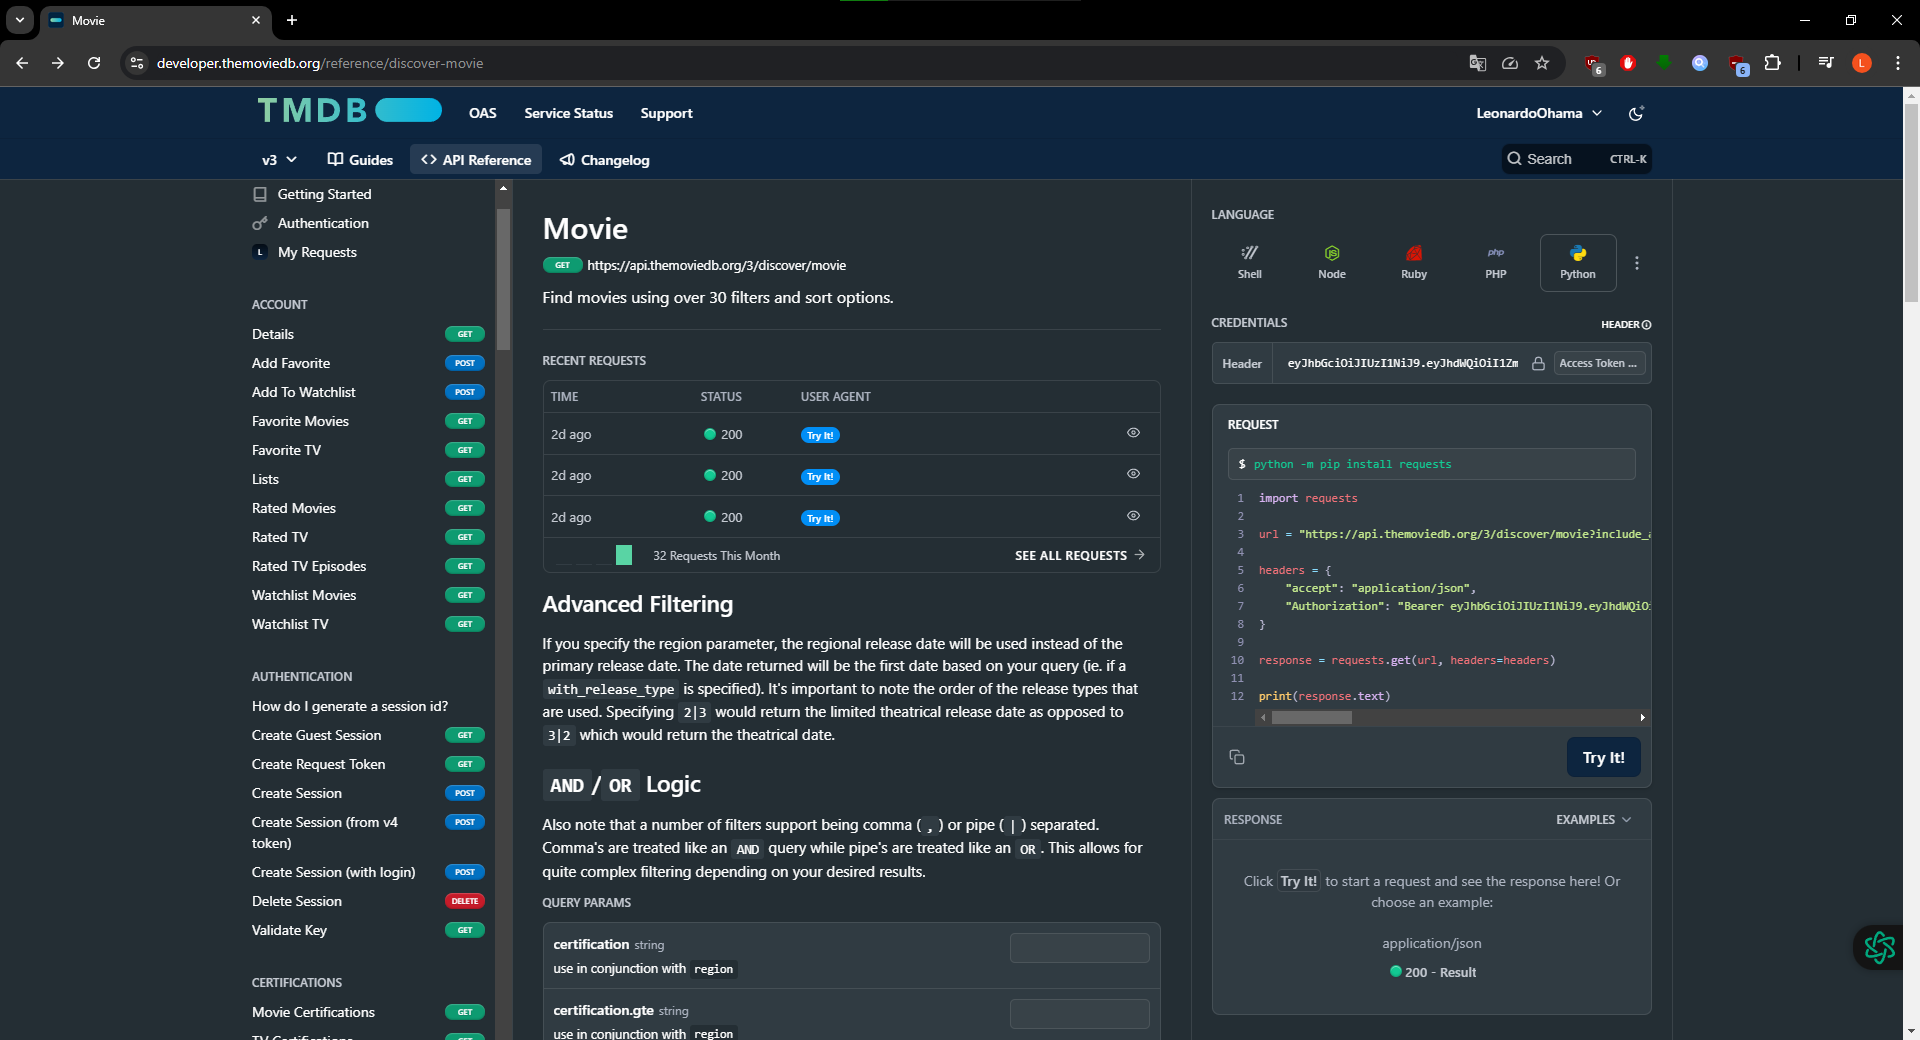 Movie
developer.themoviedb.org/reference/discover-movie
6
6
L
TMDB
OAS
Service Status
Support
LeonardoOhama
v3
Guides
<> API Reference
Changelog
Search
CTRL-K
Getting Started
Authentication
L
My Requests
ACCOUNT
Details GET
Add Favorite POST
Add To Watchlist POST
Favorite Movies GET
Favorite TV GET
Lists GET
Rated Movies GET
Rated TV GET
Rated TV Episodes GET
Watchlist Movies GET
Watchlist TV GET
AUTHENTICATION
How do I generate a session id?
Create Guest Session GET
Create Request Token GET
Create Session POST
Create Session (from v4 POST
token)
Create Session (with login) POST
Delete Session DELETE
Validate Key GET
CERTIFICATIONS
Movie Certifications GET
TV Certifications
Movie
GET https://api.themoviedb.org/3/discover/movie
Find movies using over 30 filters and sort options.
RECENT REQUESTS
TIME STATUS USER AGENT
2d ago 200 Try It!
2d ago 200 Try It!
2d ago 200 Try It!
32 Requests This Month SEE ALL REQUESTS →
Advanced Filtering
If you specify the region parameter, the regional release date will be used instead of the
primary release date. The date returned will be the first date based on your query (ie. if a
with_release_type is specified). It's important to note the order of the release types that
are used. Specifying 2|3 would return the limited theatrical release date as opposed to
3|2 which would return the theatrical date.
AND / OR Logic
Also note that a number of filters support being comma ( , ) or pipe ( | ) separated.
Comma's are treated like an AND query while pipe's are treated like an OR . This allows for
quite complex filtering depending on your desired results.
QUERY PARAMS
certification string
use in conjunction with region
certification.gte string
use in conjunction with region
LANGUAGE
Shell
Node
Ruby
php
PHP
Python
CREDENTIALS
HEADER
Header eyJhbGciOiJIUzI1NiJ9.eyJhdWQiOiI1Zm Access Token ...
REQUEST
$ python -m pip install requests
1 import requests
2
3 url = "https://api.themoviedb.org/3/discover/movie?include_a
4
5 headers = {
6 "accept": "application/json",
7 "Authorization": "Bearer eyJhbGciOiJIUzI1NiJ9.eyJhdWQiOi
8 }
9
10 response = requests.get(url, headers=headers)
11
12 print(response.text)
Try It!
RESPONSE
EXAMPLES
Click Try It! to start a request and see the response here! Or
choose an example:
application/json
200 - Result